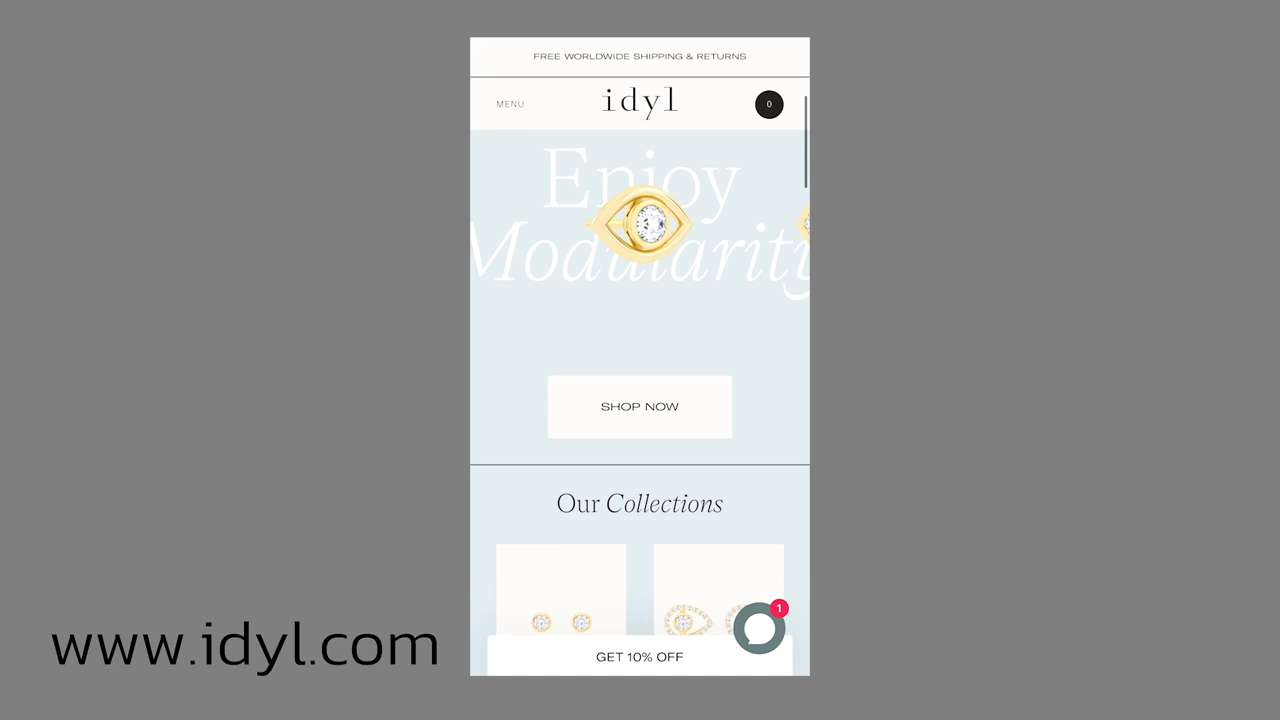 FREE WORLDWIDE SHIPPING & RETURNS
MENU
idyl
0
Enjoy
Modularity
SHOP NOW
Our Collections
1
GET 10% OFF
www.idyl.com